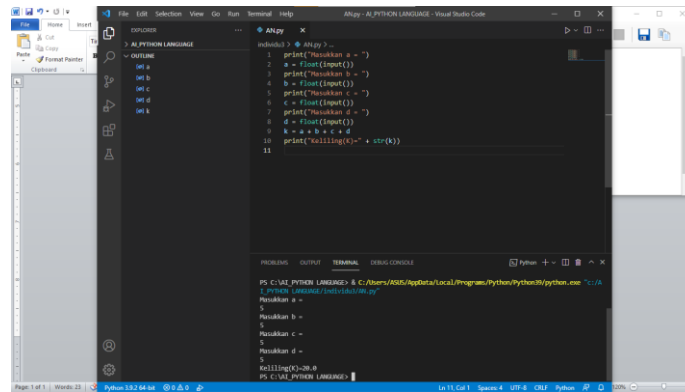 File Edit Selection View Go Run Terminal Help AN.py - AI_PYTHON LANGUAGE - Visual Studio Code
File Home Insert
Cut
Copy
Paste
Format Painter
Clipboard
EXPLORER
AI_PYTHON LANGUAGE
OUTLINE
a
b
c
d
k
AN.py
individu3 > AN.py > ...
1 print("Masukkan a = ")
2 a = float(input())
3 print("Masukkan b = ")
4 b = float(input())
5 print("Masukkan c = ")
6 c = float(input())
7 print("Masukkan d = ")
8 d = float(input())
9 k = a + b + c + d
10 print("Keliling(K)=" + str(k))
11
PROBLEMS OUTPUT TERMINAL DEBUG CONSOLE Python
PS C:\AI_PYTHON LANGUAGE> & C:/Users/ASUS/AppData/Local/Programs/Python/Python39/python.exe "c:/A
I_PYTHON LANGUAGE/individu3/AN.py"
Masukkan a =
5
Masukkan b =
5
Masukkan c =
5
Masukkan d =
5
Keliling(K)=20.0
PS C:\AI_PYTHON LANGUAGE>
Page: 1 of 1 Words: 23
Python 3.9.2 64-bit 0 0 Ln 11, Col 1 Spaces: 4 UTF-8 CRLF Python
120%